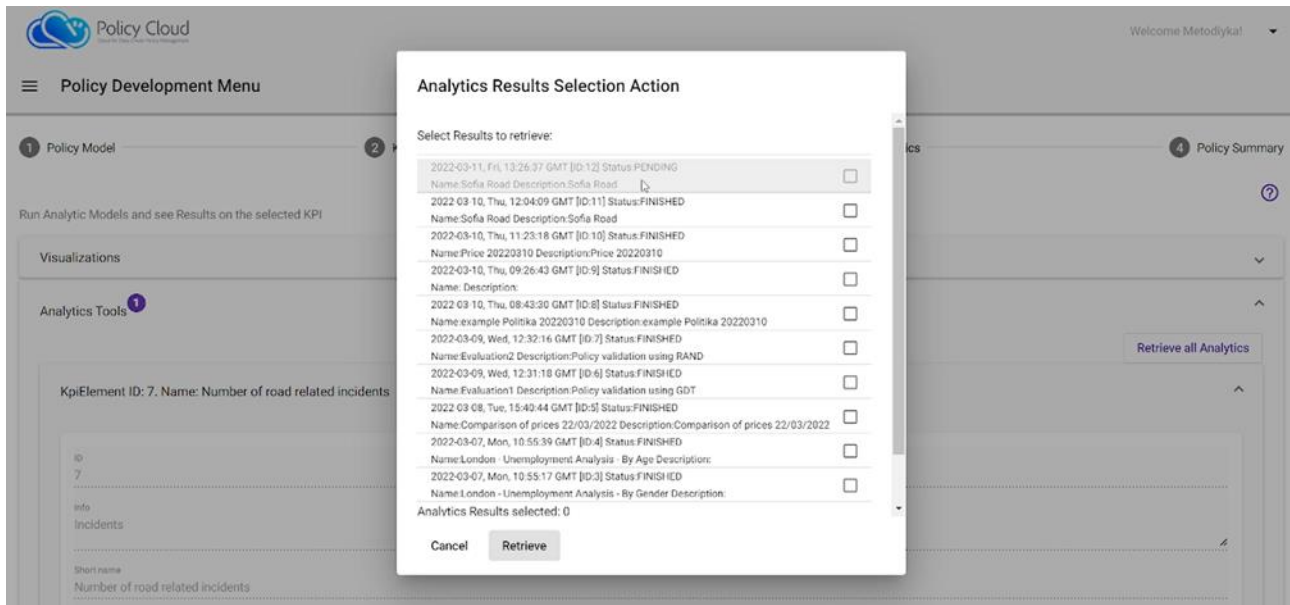 Policy Cloud
Welcome Metodiyka!
Policy Development Menu
Analytics Results Selection Action
Select Results to retrieve:
1 Policy Model
2 K
ics
4 Policy Summary
2022-03-11, Fri, 13:26:37 GMT [ID:12] Status:PENDING
Name:Sofia Road Description:Sofia Road
2022-03-10, Thu, 12:04:09 GMT [ID:11] Status:FINISHED
Name:Sofia Road Description:Sofia Road
2022-03-10, Thu, 11:23:18 GMT [ID:10] Status:FINISHED
Name:Price 20220310 Description:Price 20220310
2022-03-10, Thu, 09:26:43 GMT [ID:9] Status:FINISHED
Name: Description:
2022-03-10, Thu, 08:43:30 GMT [ID:8] Status:FINISHED
Name:example Politika 20220310 Description:example Politika 20220310
2022-03-09, Wed, 12:32:16 GMT [ID:7] Status:FINISHED
Name:Evaluation2 Description:Policy validation using RAND
2022-03-09, Wed, 12:31:18 GMT [ID:6] Status:FINISHED
Name:Evaluation1 Description:Policy validation using GDT
2022-03-08, Tue, 15:40:44 GMT [ID:5] Status:FINISHED
Name:Comparison of prices 22/03/2022 Description:Comparison of prices 22/03/2022
2022-03-07, Mon, 10:55:39 GMT [ID:4] Status:FINISHED
Name:London - Unemployment Analysis - By Age Description:
2022-03-07, Mon, 10:55:17 GMT [ID:3] Status:FINISHED
Name:London - Unemployment Analysis - By Gender Description:
Analytics Results selected: 0
Cancel Retrieve
?
Run Analytic Models and see Results on the selected KPI
Visualizations
Analytics Tools 1
Retrieve all Analytics
KpiElement ID: 7. Name: Number of road related incidents
ID
7
Info
Incidents
Short name
Number of road related incidents